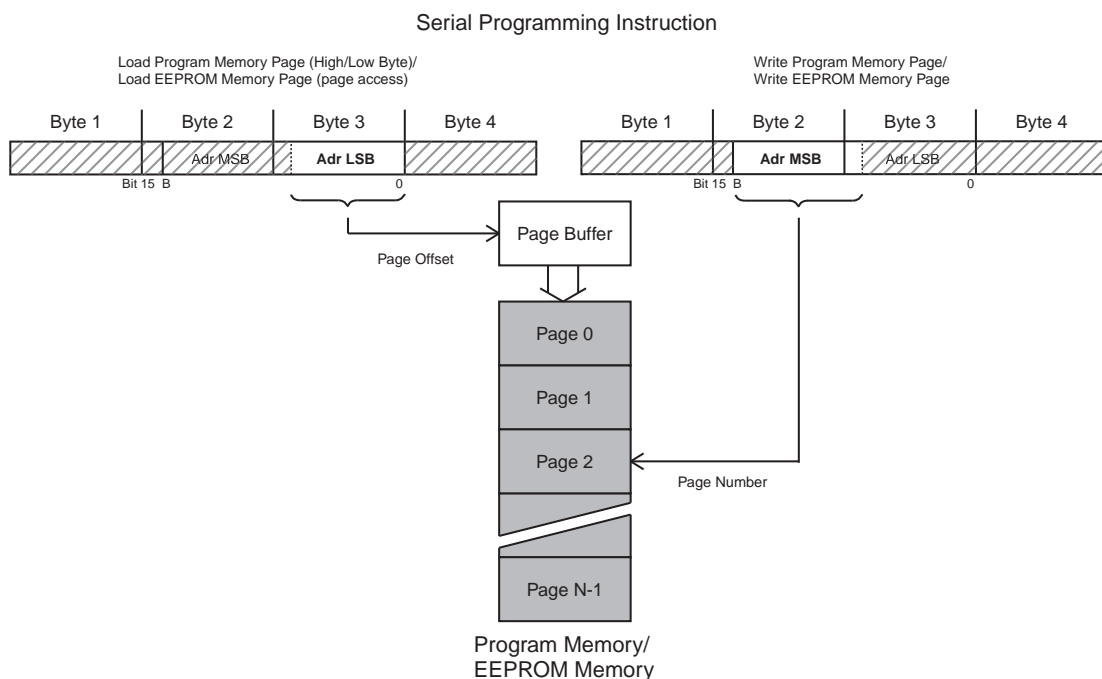 Serial Programming Instruction
Load Program Memory Page (High/Low Byte)/
Load EEPROM Memory Page (page access)
Byte 1 Byte 2 Byte 3 Byte 4
Adr MSB Adr LSB
Bit 15 B 0
Write Program Memory Page/
Write EEPROM Memory Page
Byte 1 Byte 2 Byte 3 Byte 4
Adr MSB Adr LSB
Bit 15 B 0
Page Offset
Page Buffer
Page 0
Page 1
Page 2
Page Number
Page N-1
Program Memory/
EEPROM Memory